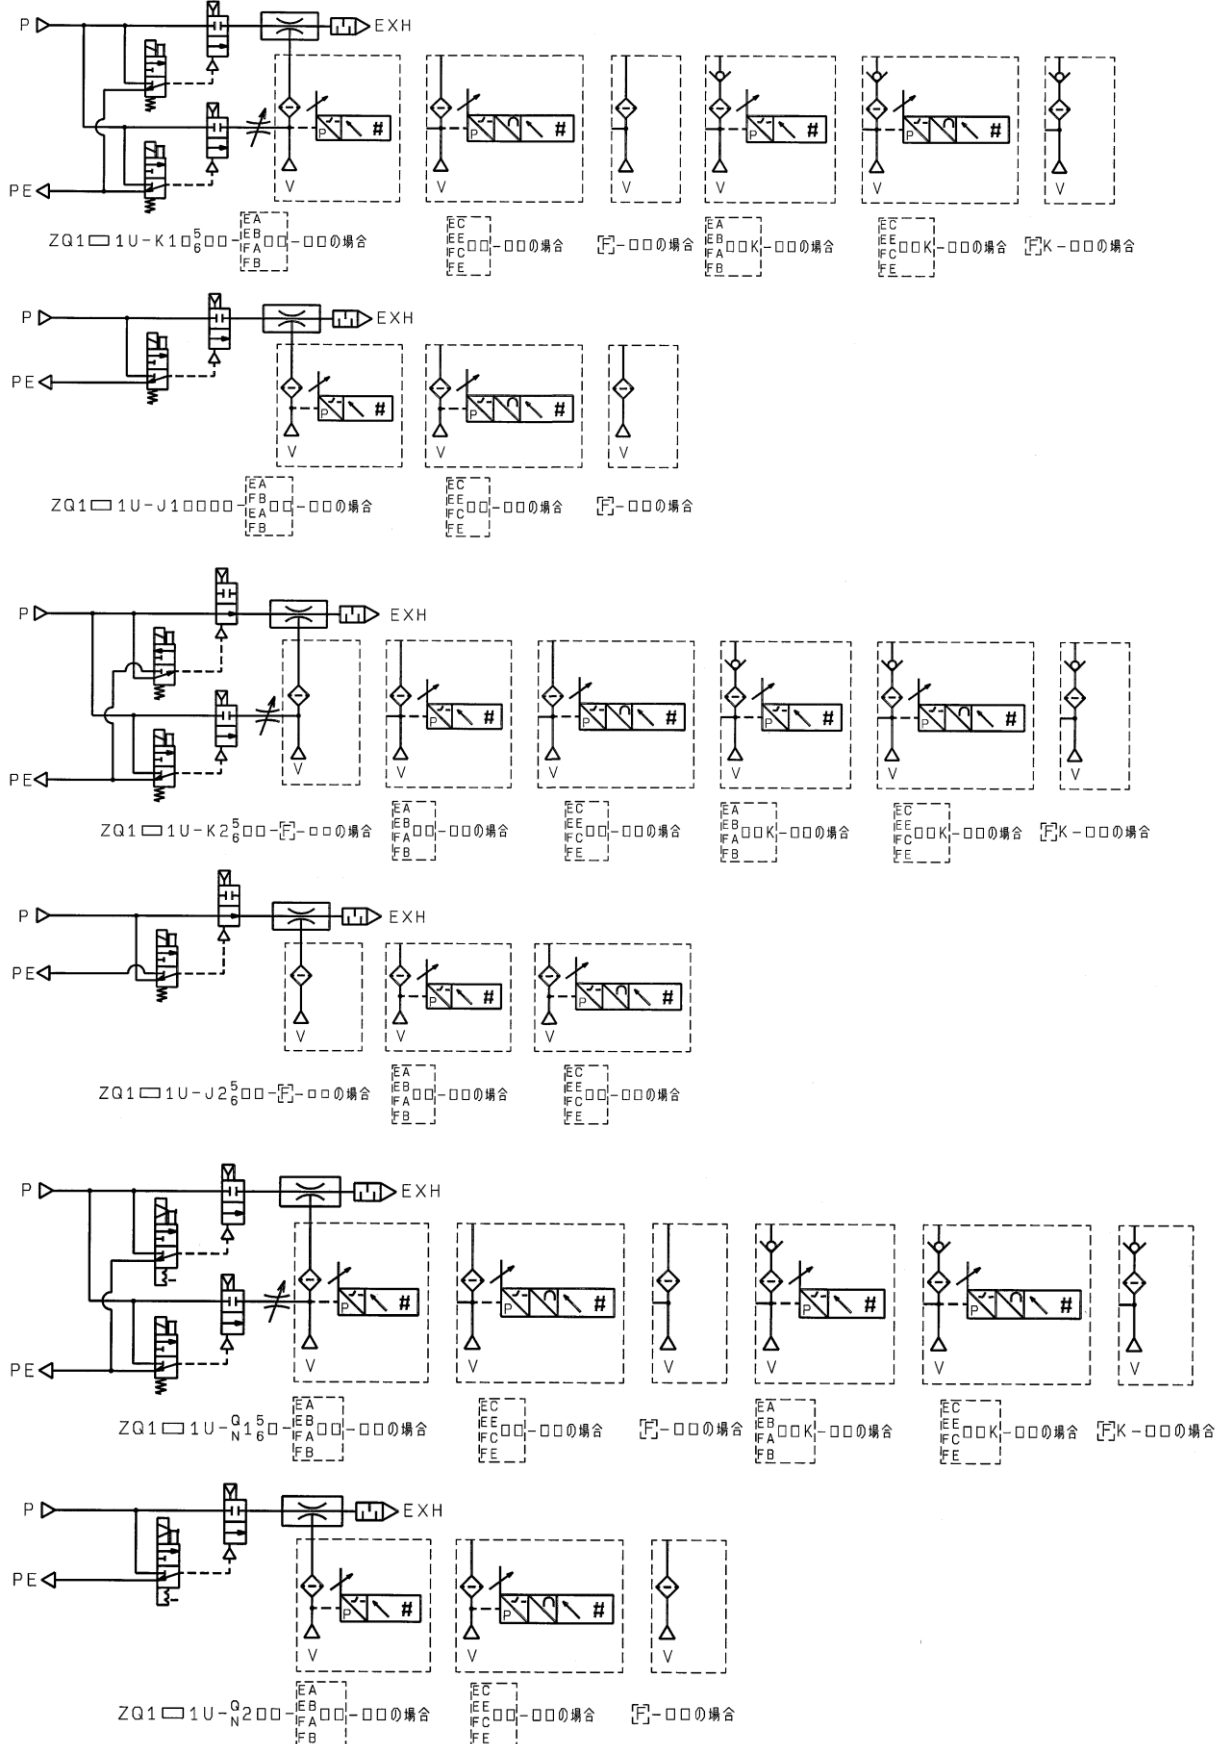 P EXH
P # P # P # P #
PE V V V V V V
ZQ1▭1U-K1□5/6□□-[EA EB FA FB]□□-□□の場合 [EC EE FC FE]□□-□□の場合 [F]-□□の場合 [EA EB FA FB]□□K-□□の場合 [EC EE FC FE]□□K-□□の場合 [F]K-□□の場合
P EXH
PE
P # P #
V V V
ZQ1▭1U-J1□□□□-[EA FB EA FB]□□-□□の場合 [EC EE FC FE]□□-□□の場合 [F]-□□の場合
P EXH
P # P # P # P #
PE V V V V V V
ZQ1▭1U-K25/6□□-[F]-□□の場合 [EA EB FA FB]□□-□□の場合 [EC EE FC FE]□□-□□の場合 [EA EB FA FB]□□K-□□の場合 [EC EE FC FE]□□K-□□の場合 [F]K-□□の場合
P EXH
PE
P # P #
V V V
ZQ1▭1U-J25/6□□-[F]-□□の場合 [EA EB FA FB]□□-□□の場合 [EC EE FC FE]□□-□□の場合
P EXH
P # P # P # P #
PE V V V V V V
ZQ1▭1U-Q/N15/6□-[EA EB FA FB]□□-□□の場合 [EC EE FC FE]□□-□□の場合 [F]-□□の場合 [EA EB FA FB]□□K-□□の場合 [EC EE FC FE]□□K-□□の場合 [F]K-□□の場合
P EXH
PE
P # P #
V V V
ZQ1▭1U-Q/N2□□-[EA EB FA FB]□□-□□の場合 [EC EE FC FE]□□-□□の場合 [F]-□□の場合